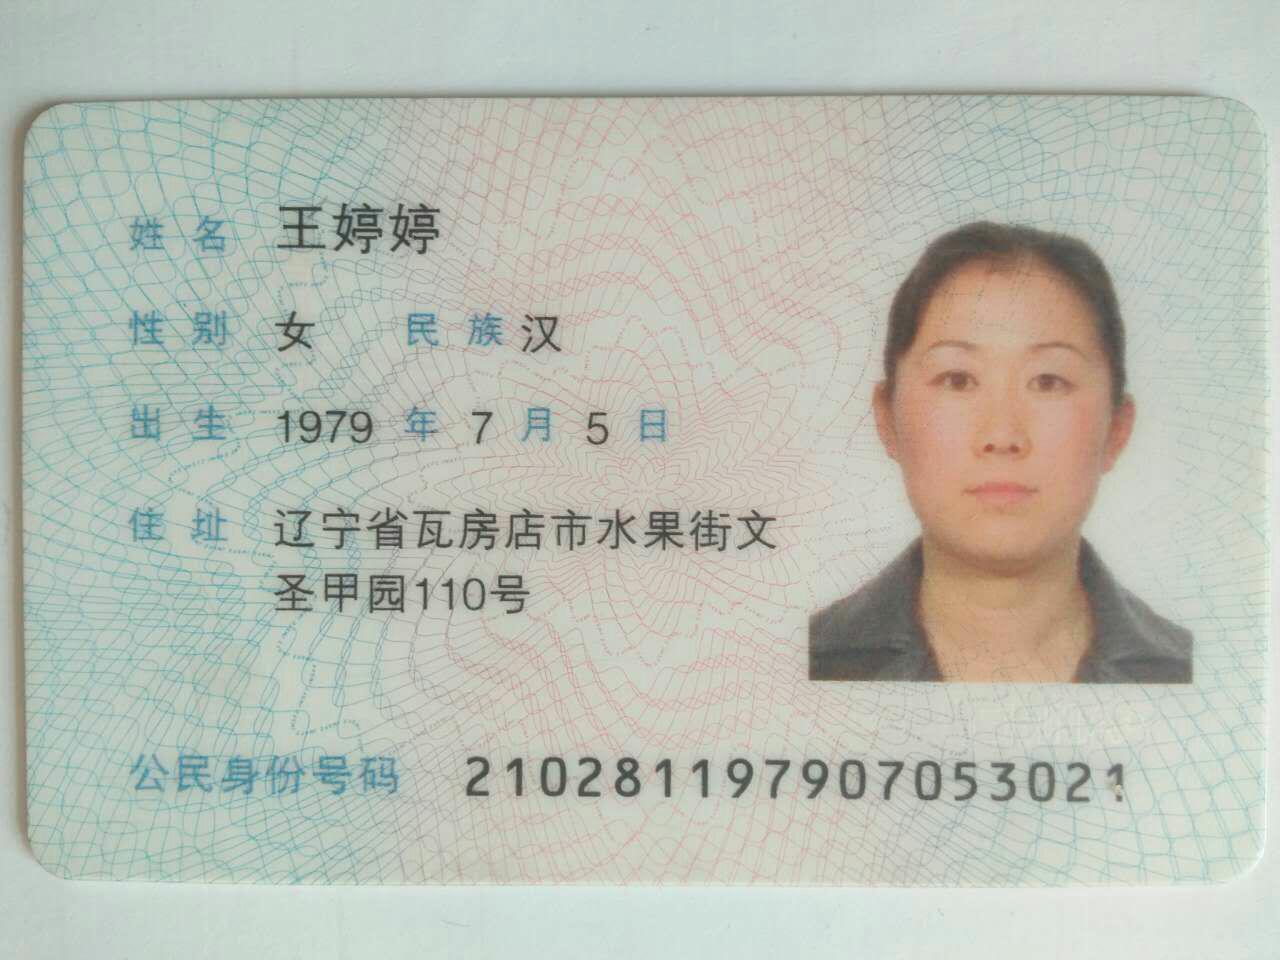 姓名 王婷婷
性别 女 民族 汉
出生 1979 年 7 月 5 日
住址 辽宁省瓦房店市水果街文
圣甲园110号
公民身份号码 210281197907053021